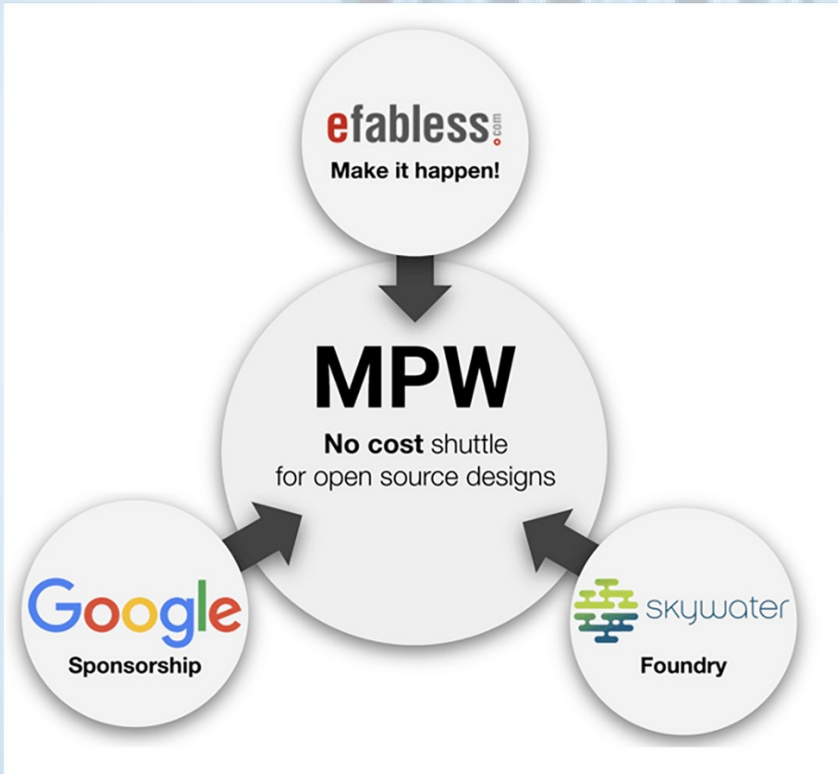 efabless.com
Make it happen!
MPW
No cost shuttle
for open source designs
Google
Sponsorship
skywater
Foundry